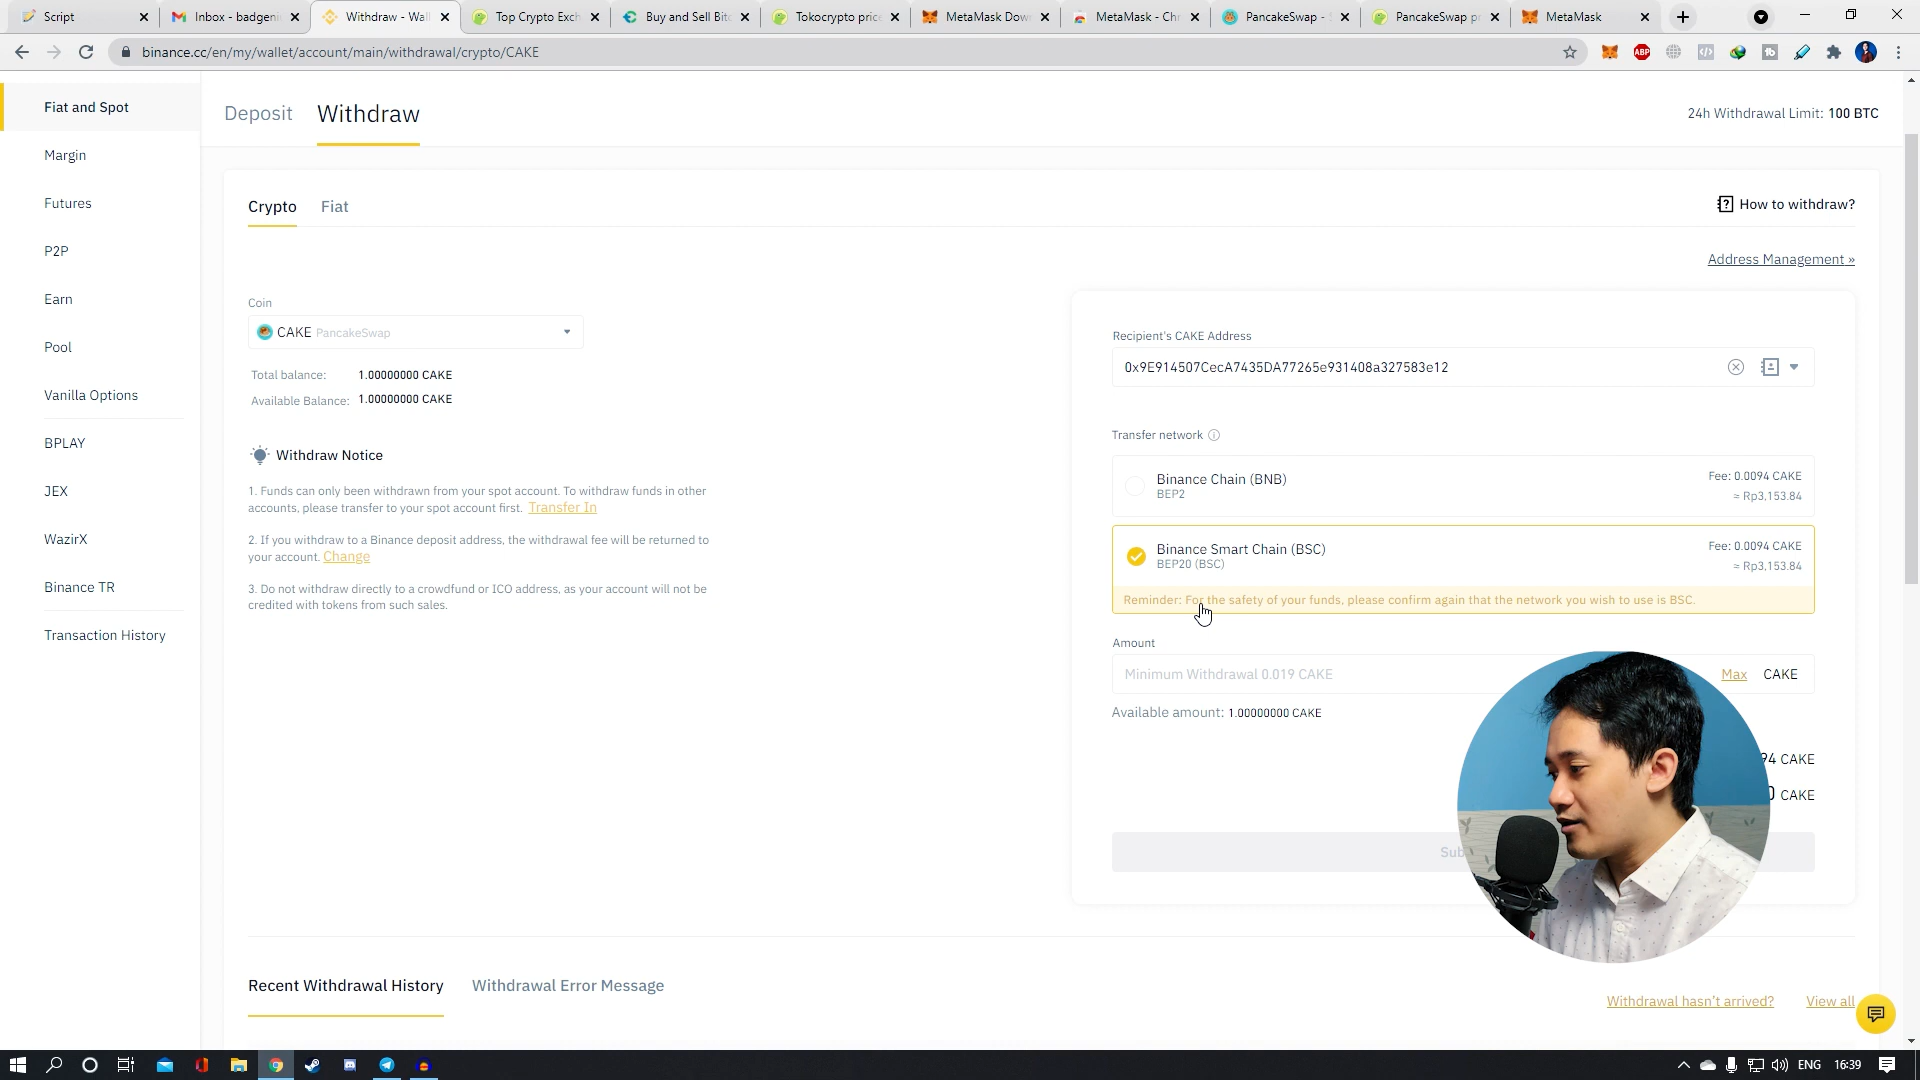 Script
Inbox - badgeni
Withdraw - Wall
Top Crypto Exch
Buy and Sell Bitc
Tokocrypto price
MetaMask Dow
MetaMask - Chr
PancakeSwap - S
PancakeSwap pr
MetaMask
binance.cc/en/my/wallet/account/main/withdrawal/crypto/CAKE
ABP
Fiat and Spot
Margin
Futures
P2P
Earn
Pool
Vanilla Options
BPLAY
JEX
WazirX
Binance TR
Transaction History
Deposit
Withdraw
24h Withdrawal Limit: 100 BTC
Crypto
Fiat
How to withdraw?
Address Management »
Coin
CAKE PancakeSwap
Total balance: 1.00000000 CAKE
Available Balance: 1.00000000 CAKE
Withdraw Notice
1. Funds can only been withdrawn from your spot account. To withdraw funds in other
accounts, please transfer to your spot account first. Transfer In
2. If you withdraw to a Binance deposit address, the withdrawal fee will be returned to
your account. Change
3. Do not withdraw directly to a crowdfund or ICO address, as your account will not be
credited with tokens from such sales.
Recipient's CAKE Address
0x9E914507CecA7435DA77265e931408a327583e12
Transfer network
Binance Chain (BNB)
BEP2
Fee: 0.0094 CAKE
≈ Rp3,153.84
Binance Smart Chain (BSC)
BEP20 (BSC)
Fee: 0.0094 CAKE
≈ Rp3,153.84
Reminder: For the safety of your funds, please confirm again that the network you wish to use is BSC.
Amount
Minimum Withdrawal 0.019 CAKE
Max CAKE
Available amount: 1.00000000 CAKE
94 CAKE
0 CAKE
Sub
Recent Withdrawal History
Withdrawal Error Message
Withdrawal hasn't arrived?
View all
ENG
16:39